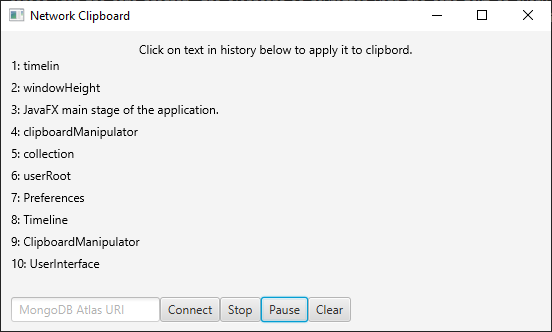 Network Clipboard
Click on text in history below to apply it to clipbord.
1: timelin
2: windowHeight
3: JavaFX main stage of the application.
4: clipboardManipulator
5: collection
6: userRoot
7: Preferences
8: Timeline
9: ClipboardManipulator
10: UserInterface
MongoDB Atlas URI Connect Stop Pause Clear